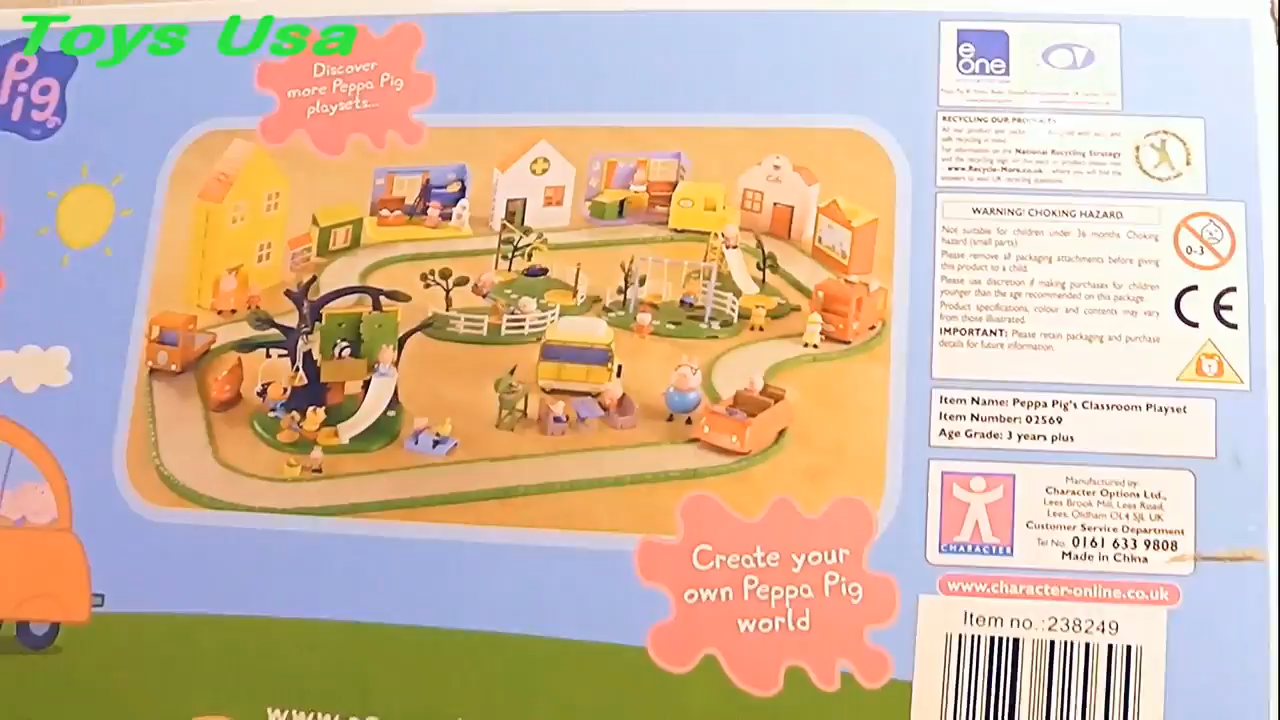 Toys Usa
Pig
Discover
more Peppa Pig
playsets...
Create your
own Peppa Pig
world
e
one
RECYCLING OUR PRODUCTS
National Recycling Strategy
www.Recycle-More.co.uk where you will find the
WARNING! CHOKING HAZARD.
Not suitable for children under 36 months Choking
hazard (small parts).
Please remove all packaging attachments before giving
this product to a child.
Please use discretion if making purchases for children
younger than the age recommended on this package.
Product specifications, colour and contents may vary
from those illustrated.
IMPORTANT: Please retain packaging and purchase
details for future information.
0-3
CE
Item Name: Peppa Pig's Classroom Playset
Item Number: 02569
Age Grade: 3 years plus
CHARACTER
Manufactured by
Character Options Ltd.,
Lees Brook Mill, Lees Road,
Lees, Oldham OL4 5JL UK
Customer Service Department
Tel No. 0161 633 9808
Made in China
www.character-online.co.uk
Item no.:238249